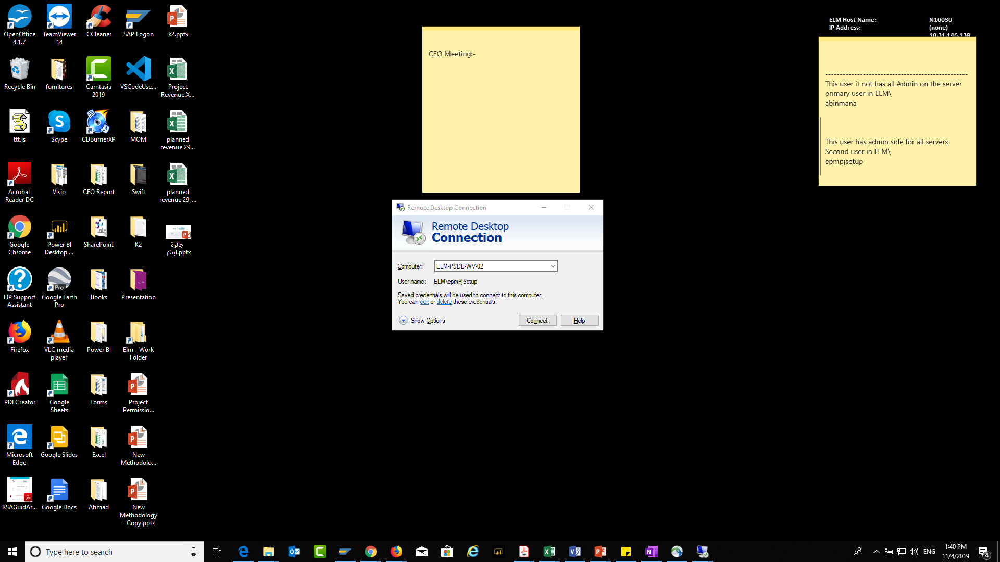 OpenOffice
4.1.7
TeamViewer
14
CCleaner
SAP Logon
k2.pptx
Recycle Bin
furnitures
Camtasia
2019
VSCodeUse...
Project
Revenue.X...
ttt.js
Skype
CDBurnerXP
MOM
planned
revenue 29...
Acrobat
Reader DC
VIsio
CEO Report
Swift
planned
revenue 29-...
Google
Chrome
Power BI
Desktop ...
SharePoint
K2
جائزة
ابتكر.pptx
HP Support
Assistant
Pro
Google Earth
Pro
Books
Presentation
Firefox
VLC media
player
Power BI
Elm - Work
Folder
PDFCreator
Google
Sheets
Forms
Project
Permissio...
Microsoft
Edge
Google Slides
Excel
New
Methodolo...
RSAGuidAr...
Google Docs
Ahmad
New
Methodology
- Copy.pptx
CEO Meeting:-
ELM Host Name: N10030
IP Address: (none)
10.31.146.138
-------------------------------------------------
This user it not has all Admin on the server
primary user in ELM\
abinmana
This user has admin side for all servers
Second user in ELM\
epmpjsetup
Remote Desktop Connection
Remote Desktop
Connection
Computer: ELM-PSDB-WV-02
User name: ELM\epmPjSetup
Saved credentials will be used to connect to this computer.
You can edit or delete these credentials.
Show Options
Connect
Help
Type here to search
ENG
1:40 PM
11/4/2019
4